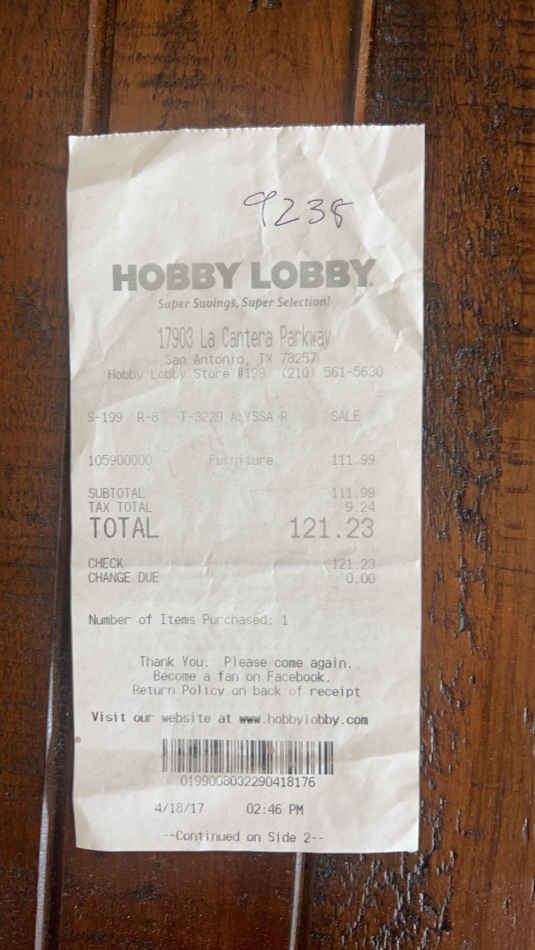 9238
HOBBY LOBBY
Super Savings, Super Selection!
17903 La Cantera Parkway
San Antonio, TX 78257
Hobby Lobby Store #199 (210) 561-5630
S-199 R-8 T-3229 ALYSSA R SALE
105900000 Furniture 111.99
SUBTOTAL 111.99
TAX TOTAL 9.24
TOTAL 121.23
CHECK 121.23
CHANGE DUE 0.00
Number of Items Purchased: 1
Thank You. Please come again.
Become a fan on Facebook.
Return Policy on back of receipt
Visit our website at www.hobbylobby.com
0199008032290418176
4/18/17 02:46 PM
--Continued on Side 2--